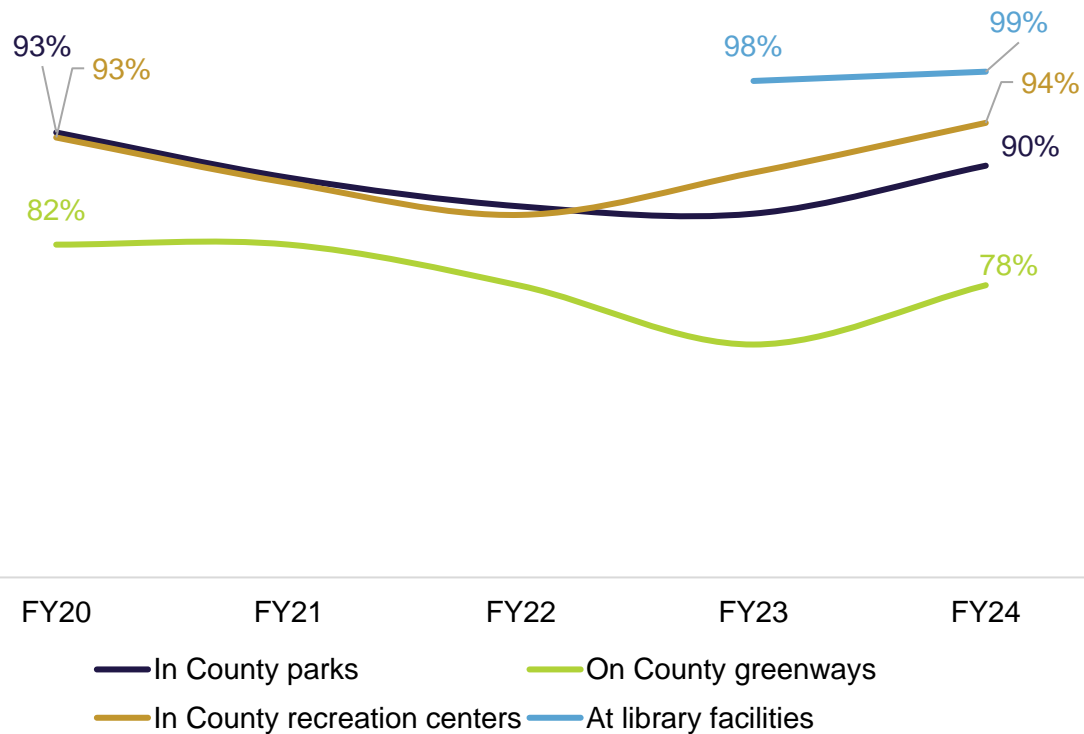 99%
93%
98%
93%
94%
90%
82%
78%
FY20 FY21 FY22 FY23 FY24
In County parks On County greenways
In County recreation centers At library facilities